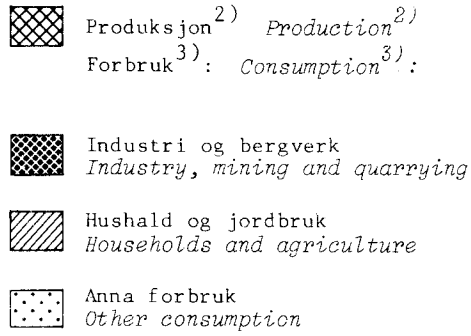 Produksjon2) Production2)
Forbruk3): Consumption3):
Industri og bergverk
Industry, mining and quarrying
Hushald og jordbruk
Households and agriculture
Anna forbruk
Other consumption